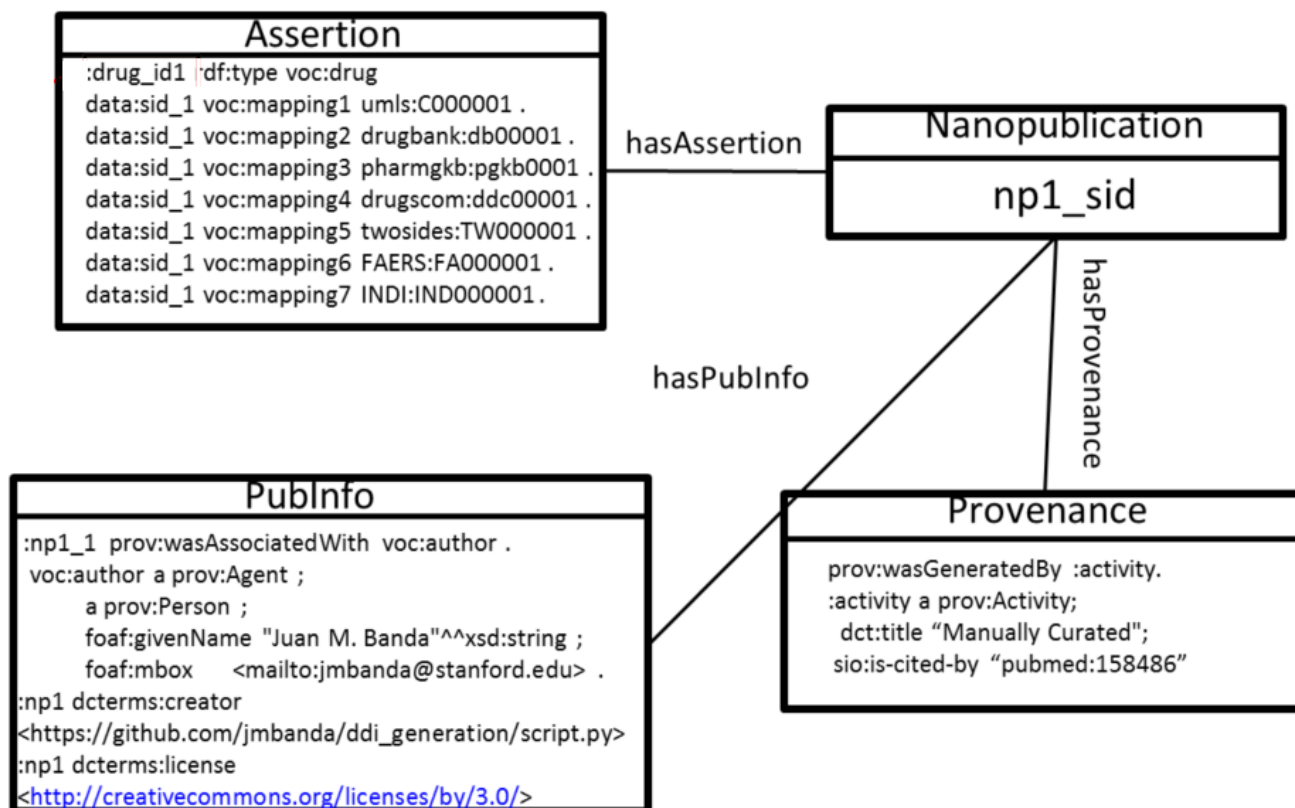 Assertion
:drug_id1 rdf:type voc:drug
data:sid_1 voc:mapping1 umls:C000001 .
data:sid_1 voc:mapping2 drugbank:db00001 .
data:sid_1 voc:mapping3 pharmgkb:pgkb0001 .
data:sid_1 voc:mapping4 drugscom:ddc00001 .
data:sid_1 voc:mapping5 twosides:TW000001 .
data:sid_1 voc:mapping6 FAERS:FA000001 .
data:sid_1 voc:mapping7 INDI:IND000001 .
hasAssertion
Nanopublication
np1_sid
hasProvenance
hasPubInfo
PubInfo
:np1_1 prov:wasAssociatedWith voc:author .
voc:author a prov:Agent ;
a prov:Person ;
foaf:givenName "Juan M. Banda"^^xsd:string ;
foaf:mbox <mailto:jmbanda@stanford.edu> .
:np1 dcterms:creator
<https://github.com/jmbanda/ddi_generation/script.py>
:np1 dcterms:license
<http://creativecommons.org/licenses/by/3.0/>
Provenance
prov:wasGeneratedBy :activity.
:activity a prov:Activity;
dct:title “Manually Curated";
sio:is-cited-by “pubmed:158486”